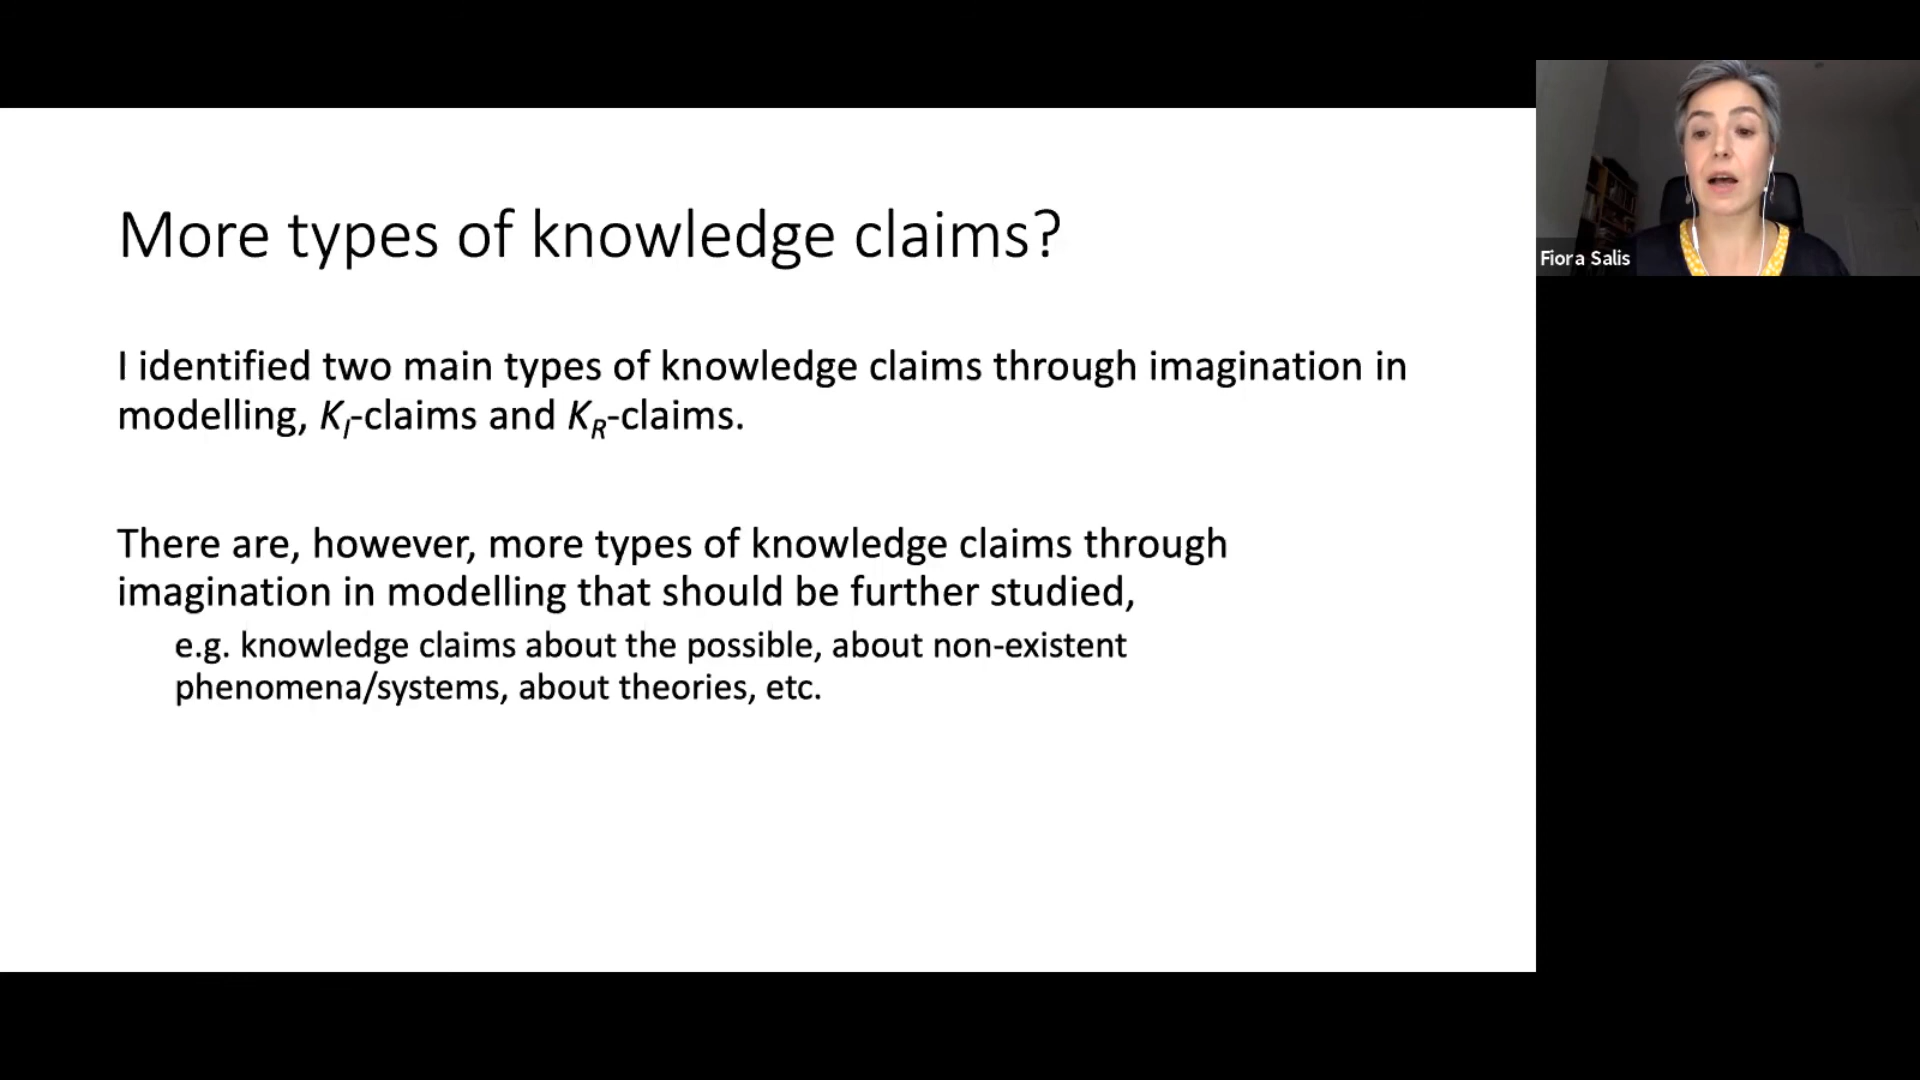 More types of knowledge claims?
I identified two main types of knowledge claims through imagination in
modelling, K_I-claims and K_R-claims.
There are, however, more types of knowledge claims through
imagination in modelling that should be further studied,
e.g. knowledge claims about the possible, about non-existent
phenomena/systems, about theories, etc.
Fiora Salis